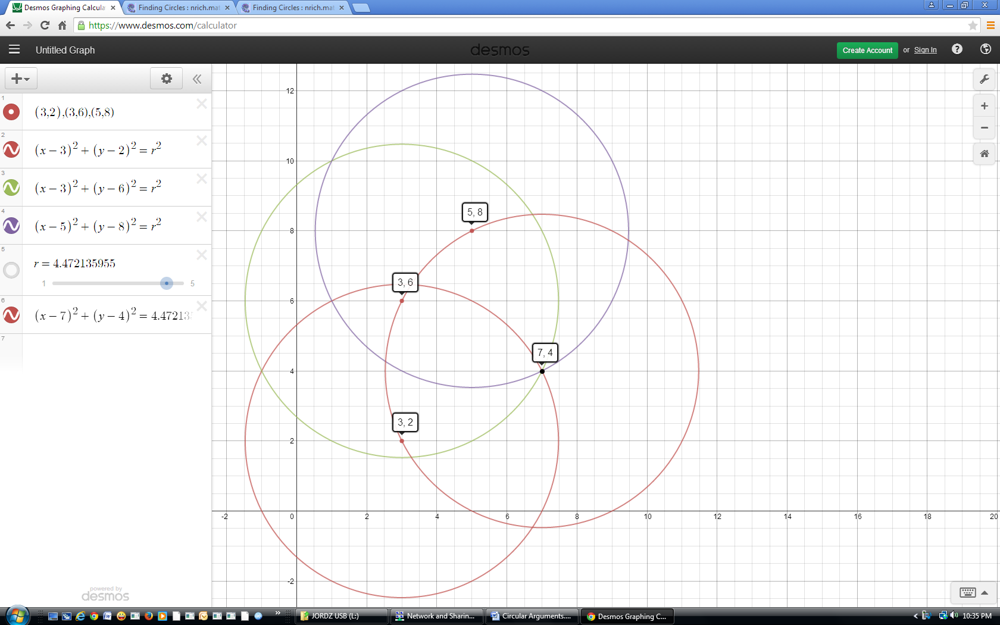 Desmos Graphing Calcula
Finding Circles : nrich.mat
Finding Circles : nrich.mat
https://www.desmos.com/calculator
Untitled Graph
desmos
Create Account or Sign In ?
1
(3,2),(3,6),(5,8)
2
(x − 3)² + (y − 2)² = r²
3
(x − 3)² + (y − 6)² = r²
4
(x − 5)² + (y − 8)² = r²
5
r = 4.472135955
1 5
6
(x − 7)² + (y − 4)² = 4.47213
7
12
10
5, 8
8
3, 6
6
7, 4
4
3, 2
2
-2 0 2 4 6 8 10 12 14 16 18 20
-2
powered by
desmos
JORDZ USB (L:)
Network and Sharin...
Circular Arguments....
Desmos Graphing C...
10:35 PM